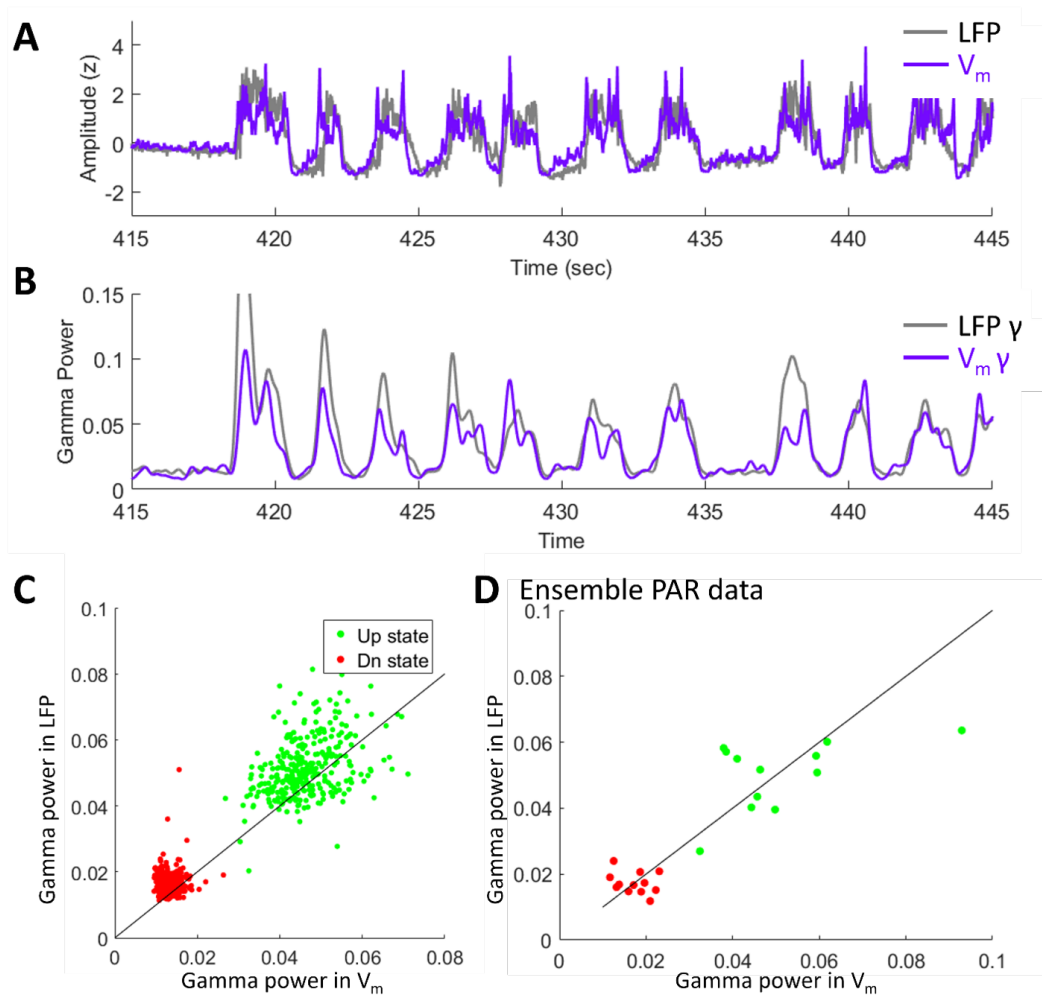 A
LFP
Vm
Amplitude (z)
4
2
0
-2
415 420 425 430 435 440 445
Time (sec)
B
LFP γ
Vm γ
Gamma Power
0.15
0.1
0.05
0
415 420 425 430 435 440 445
Time
C
Up state
Dn state
Gamma power in LFP
0.1
0.08
0.06
0.04
0.02
0
0 0.02 0.04 0.06 0.08
Gamma power in Vm
D Ensemble PAR data
Gamma power in LFP
0.1
0.08
0.06
0.04
0.02
0
0 0.02 0.04 0.06 0.08 0.1
Gamma power in Vm